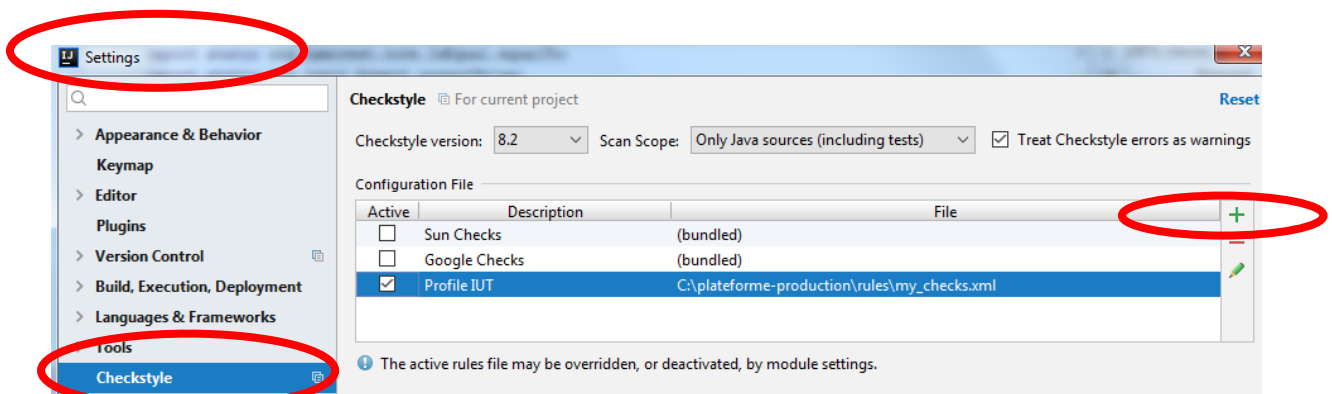 Settings
Checkstyle For current project Reset
Appearance & Behavior
Checkstyle version: 8.2 Scan Scope: Only Java sources (including tests) Treat Checkstyle errors as warnings
Keymap
Configuration File
Editor
Active Description File
Plugins
Sun Checks (bundled)
Version Control
Google Checks (bundled)
Build, Execution, Deployment
Profile IUT C:\plateforme-production\rules\my_checks.xml
Languages & Frameworks
Tools
The active rules file may be overridden, or deactivated, by module settings.
Checkstyle